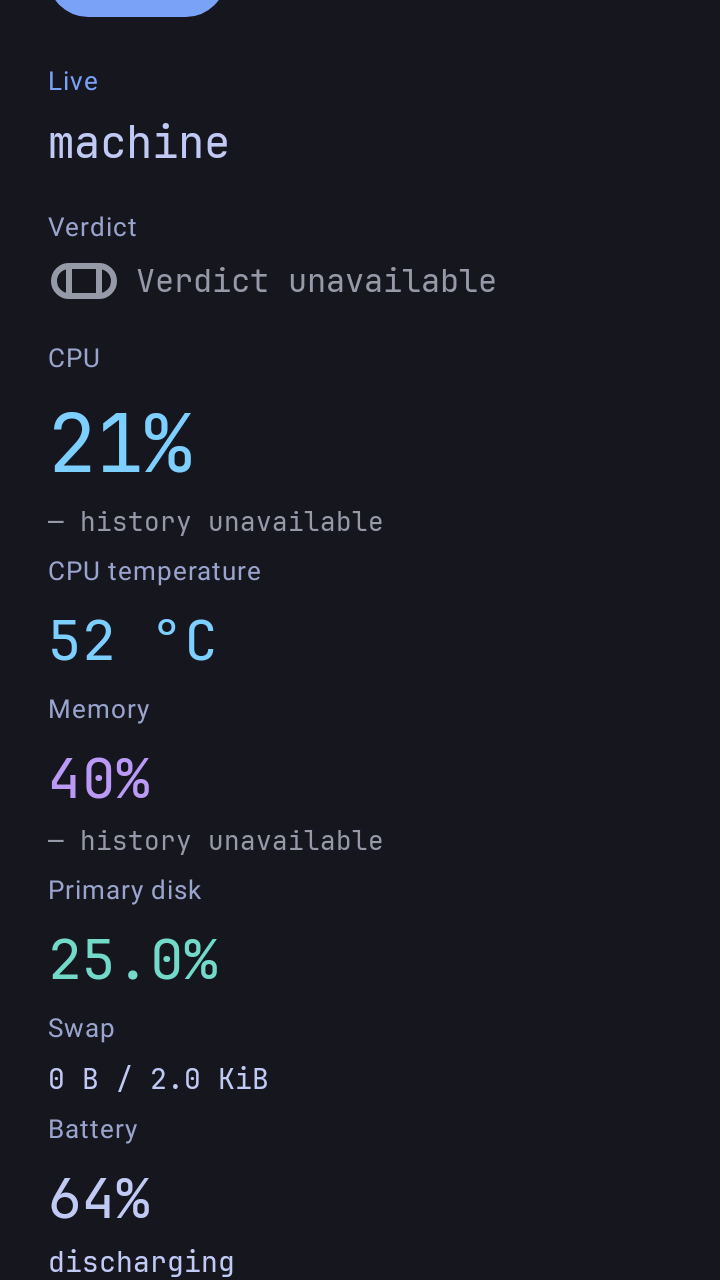 Live
machine
Verdict
Verdict unavailable
CPU
21%
— history unavailable
CPU temperature
52 °C
Memory
40%
— history unavailable
Primary disk
25.0%
Swap
0 B / 2.0 KiB
Battery
64%
discharging